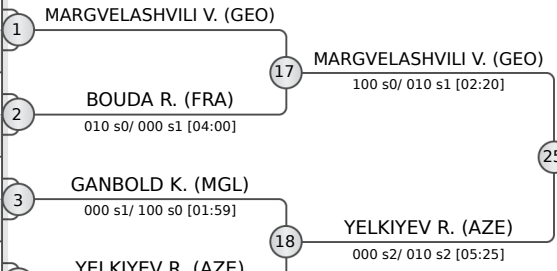 MARGVELASHVILI V. (GEO)
1
17
MARGVELASHVILI V. (GEO)
100 s0/ 010 s1 [02:20]
BOUDA R. (FRA)
2
010 s0/ 000 s1 [04:00]
25
GANBOLD K. (MGL)
3
000 s1/ 100 s0 [01:59]
18
YELKIYEV R. (AZE)
000 s2/ 010 s2 [05:25]
YELKIYEV R. (AZE)